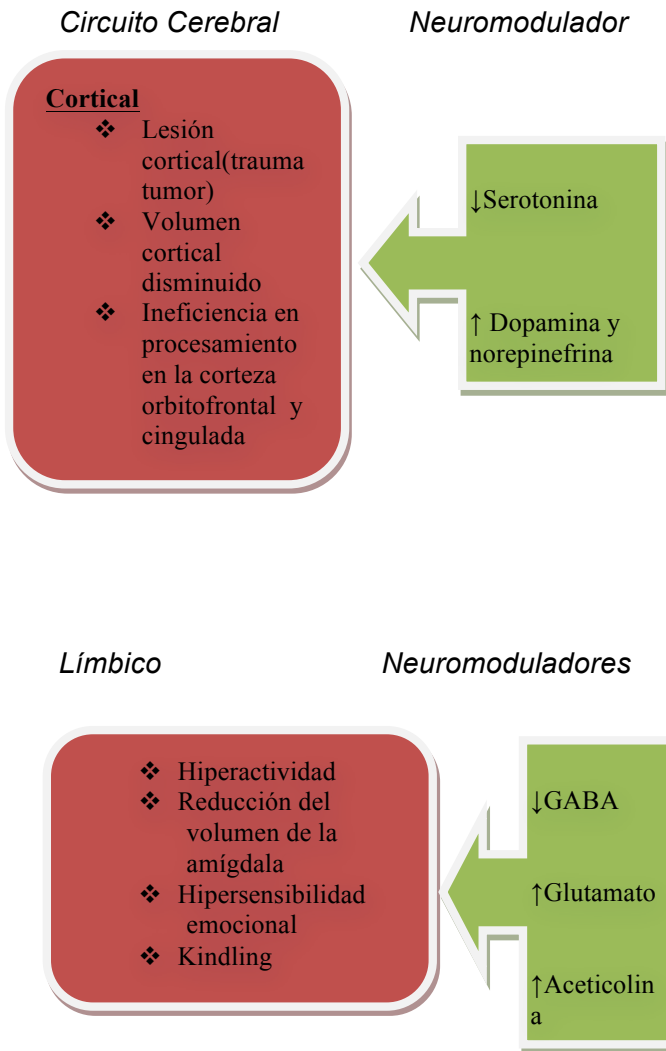 Circuito Cerebral
Neuromodulador
Cortical
❖ Lesión
cortical(trauma
tumor)
❖ Volumen
cortical
disminuido
❖ Ineficiencia en
procesamiento
en la corteza
orbitofrontal y
cingulada
↓Serotonina
↑ Dopamina y
norepinefrina
Límbico
Neuromoduladores
❖ Hiperactividad
❖ Reducción del
volumen de la
amígdala
❖ Hipersensibilidad
emocional
❖ Kindling
↓GABA
↑Glutamato
↑Aceticolin
a